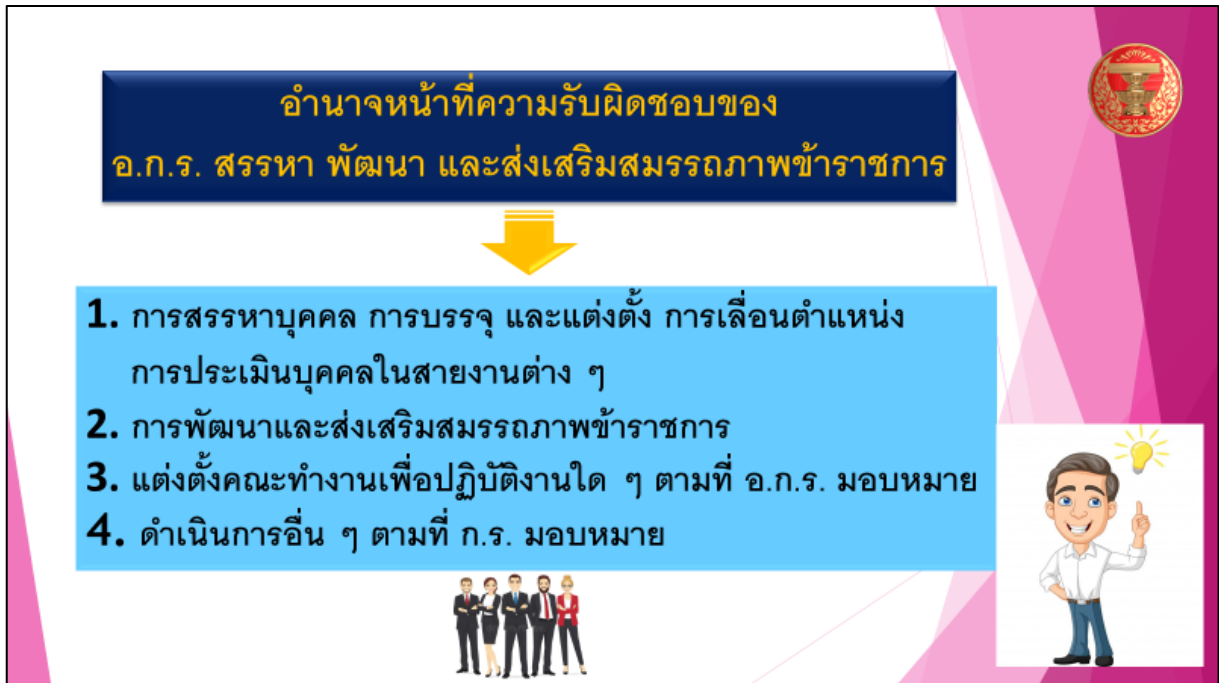 อำนาจหน้าที่ความรับผิดชอบของ
อ.ก.ร. สรรหา พัฒนา และส่งเสริมสมรรถภาพข้าราชการ
1. การสรรหาบุคคล การบรรจุ และแต่งตั้ง การเลื่อนตำแหน่ง
การประเมินบุคคลในสายงานต่าง ๆ
2. การพัฒนาและส่งเสริมสมรรถภาพข้าราชการ
3. แต่งตั้งคณะทำงานเพื่อปฏิบัติงานใด ๆ ตามที่ อ.ก.ร. มอบหมาย
4. ดำเนินการอื่น ๆ ตามที่ ก.ร. มอบหมาย